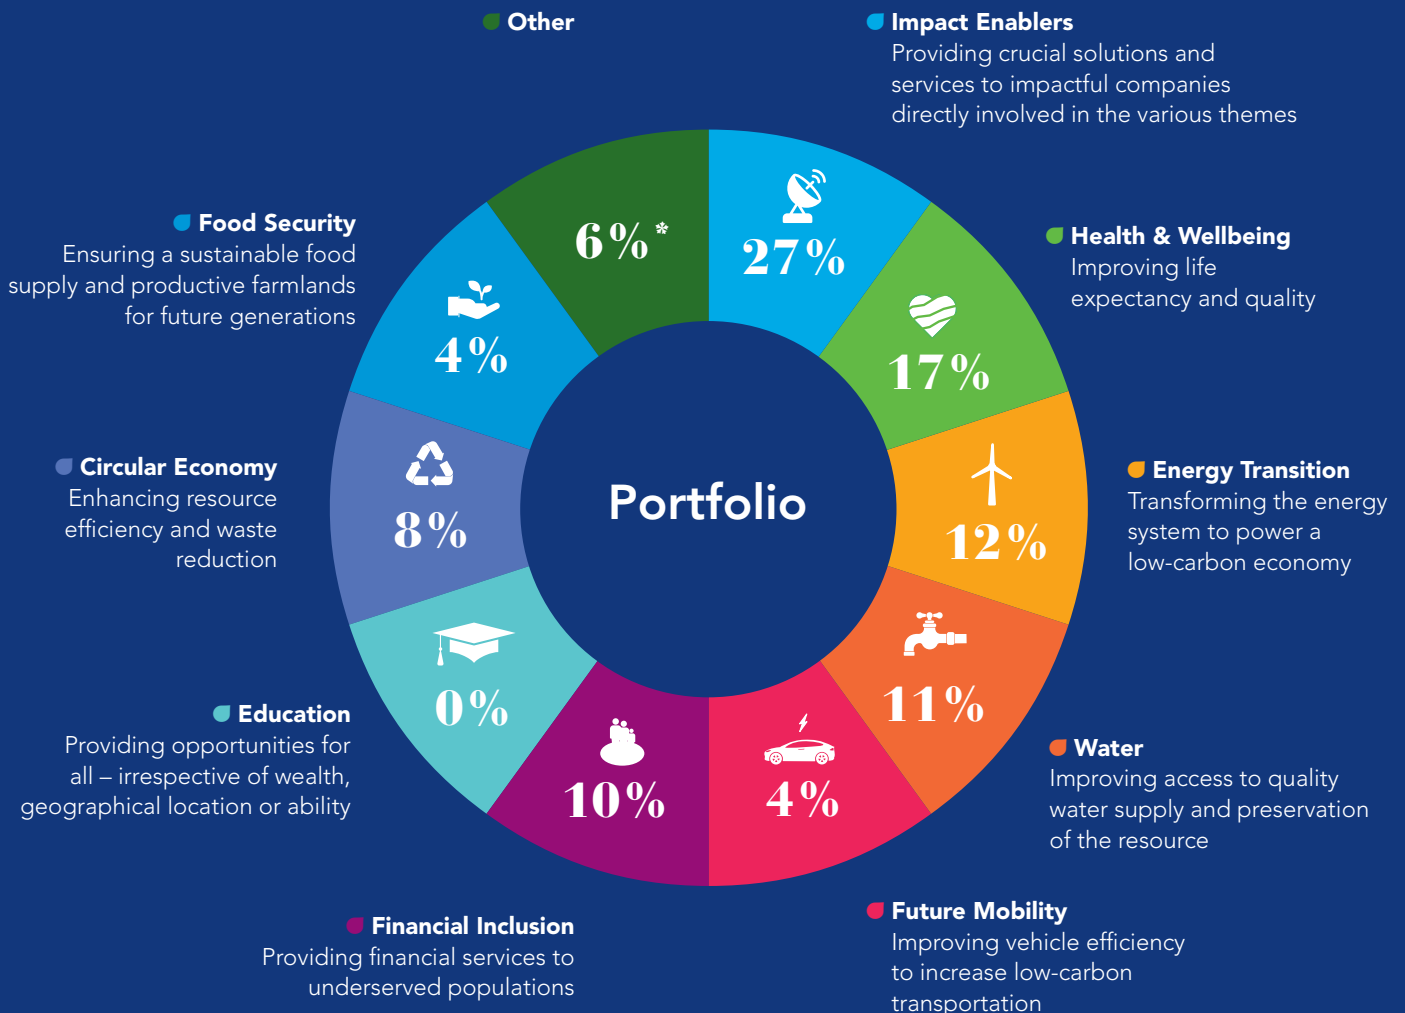 Other
Impact Enablers
Providing crucial solutions and
services to impactful companies
directly involved in the various themes
6%*
27%
Food Security
Ensuring a sustainable food
supply and productive farmlands
for future generations
4%
Health & Wellbeing
Improving life
expectancy and quality
17%
Circular Economy
Enhancing resource
efficiency and waste
reduction
8%
Portfolio
Energy Transition
Transforming the energy
system to power a
low-carbon economy
12%
Education
Providing opportunities for
all – irrespective of wealth,
geographical location or ability
0%
Water
Improving access to quality
water supply and preservation
of the resource
11%
10%
4%
Financial Inclusion
Providing financial services to
underserved populations
Future Mobility
Improving vehicle efficiency
to increase low-carbon
transportation